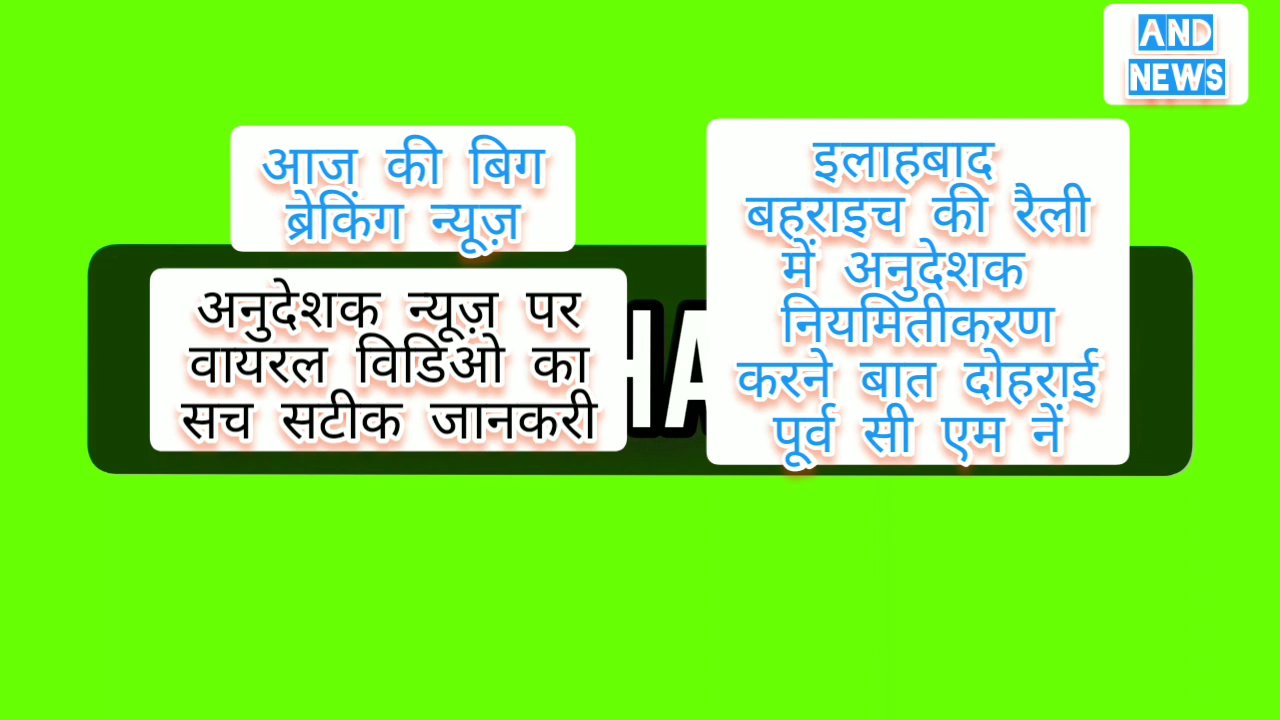 AND
NEWS
आज की बिग
ब्रेकिंग न्यूज़
अनुदेशक न्यूज़ पर
वायरल विडिओ का
सच सटीक जानकरी
इलाहबाद
बहराइच की रैली
में अनुदेशक
नियमितीकरण
करने बात दोहराई
पूर्व सी एम नें